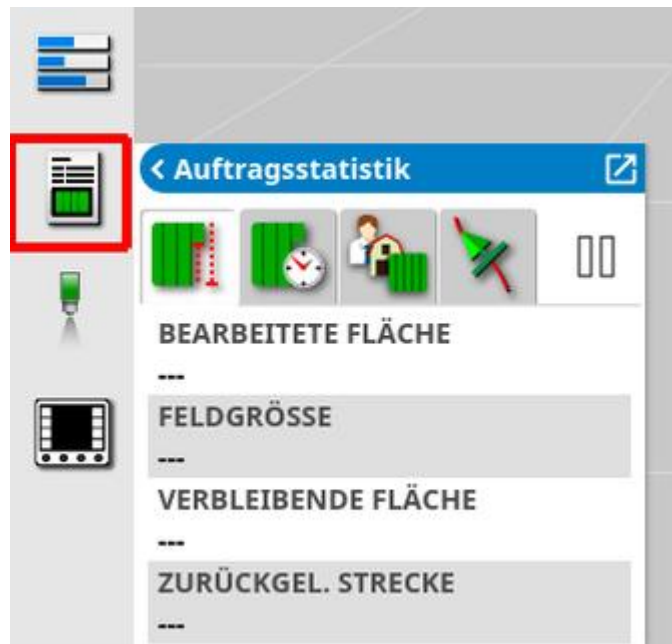 Auftragsstatistik
BEARBEITETE FLÄCHE
---
FELDGRÖSSE
---
VERBLEIBENDE FLÄCHE
---
ZURÜCKGEL. STRECKE
---